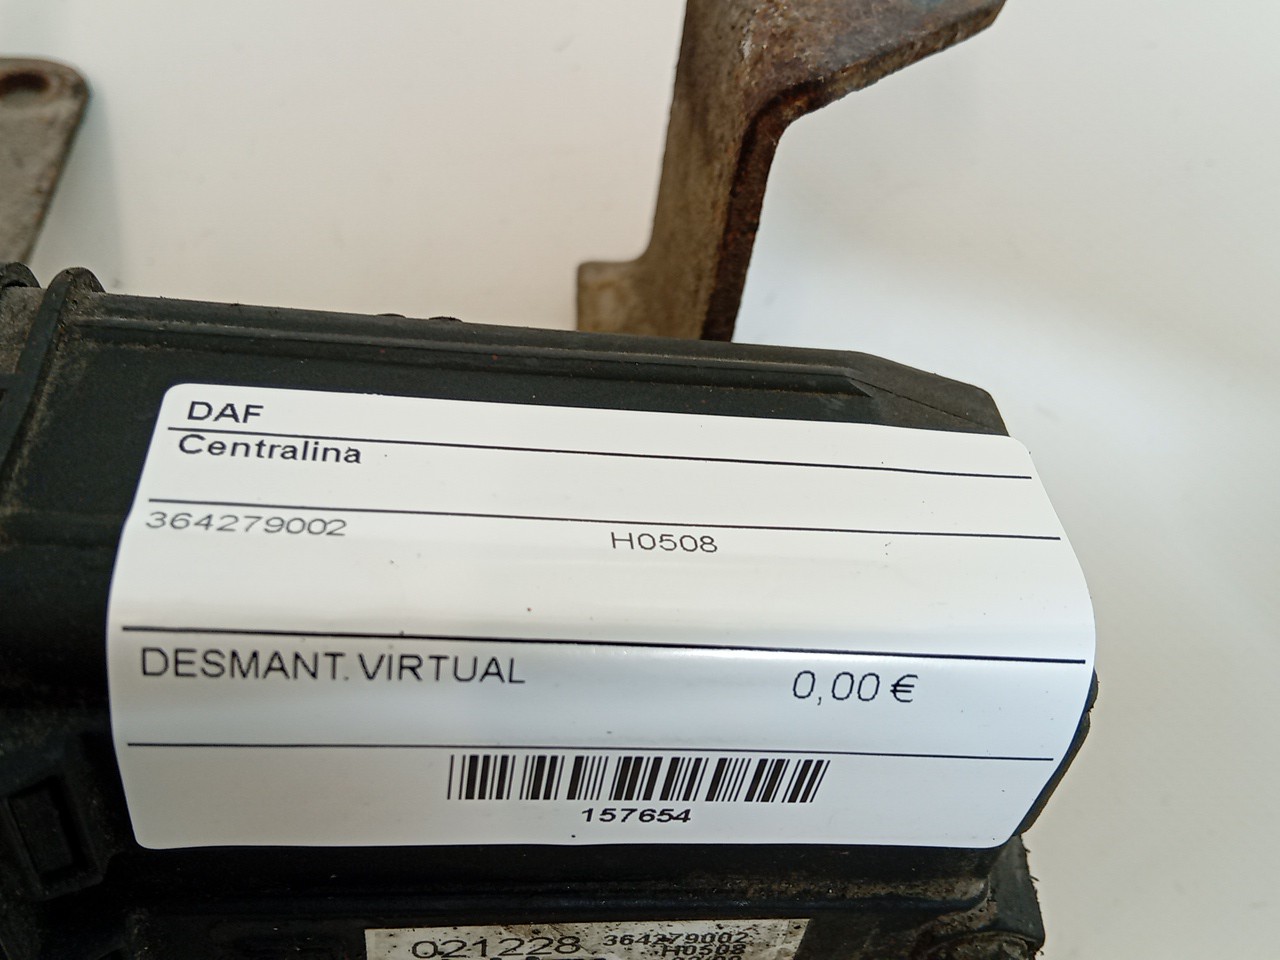 DAF
Centralina
364279002 H0508
DESMANT.VIRTUAL 0,00 €
157654
021228 364279002
H0508